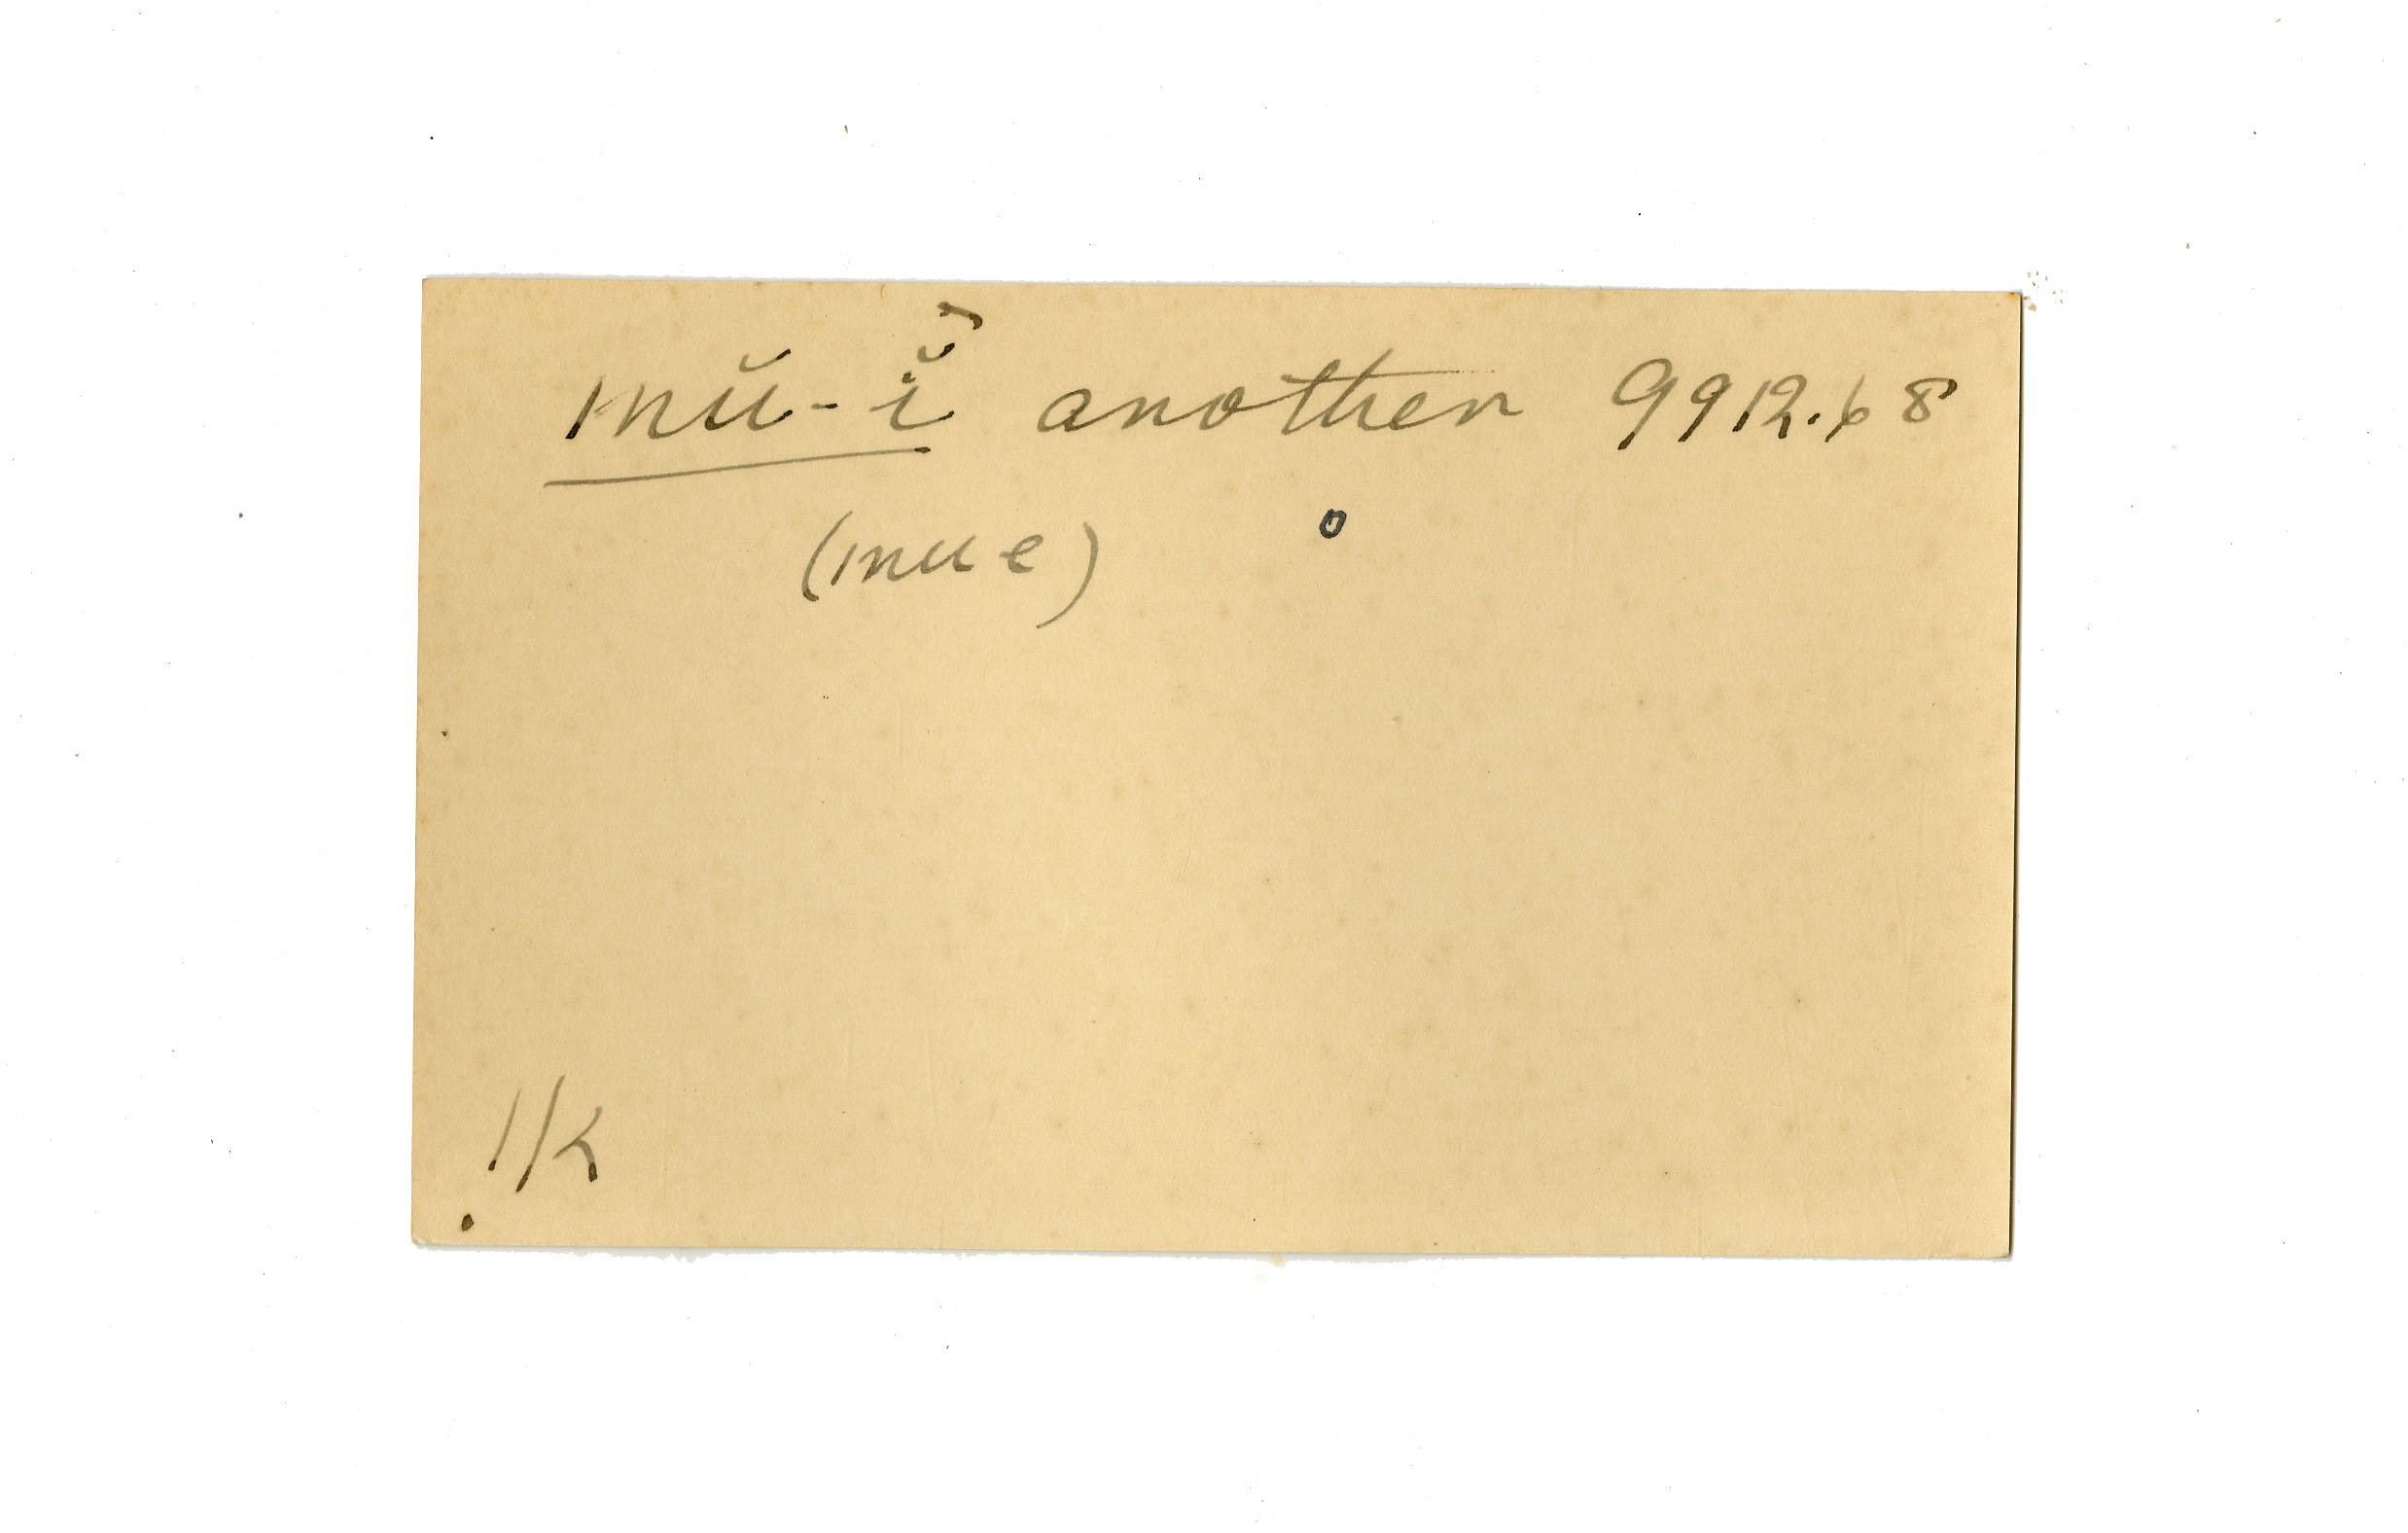 mŭ-ĭ´ another 9912.68
(mue)
1/2